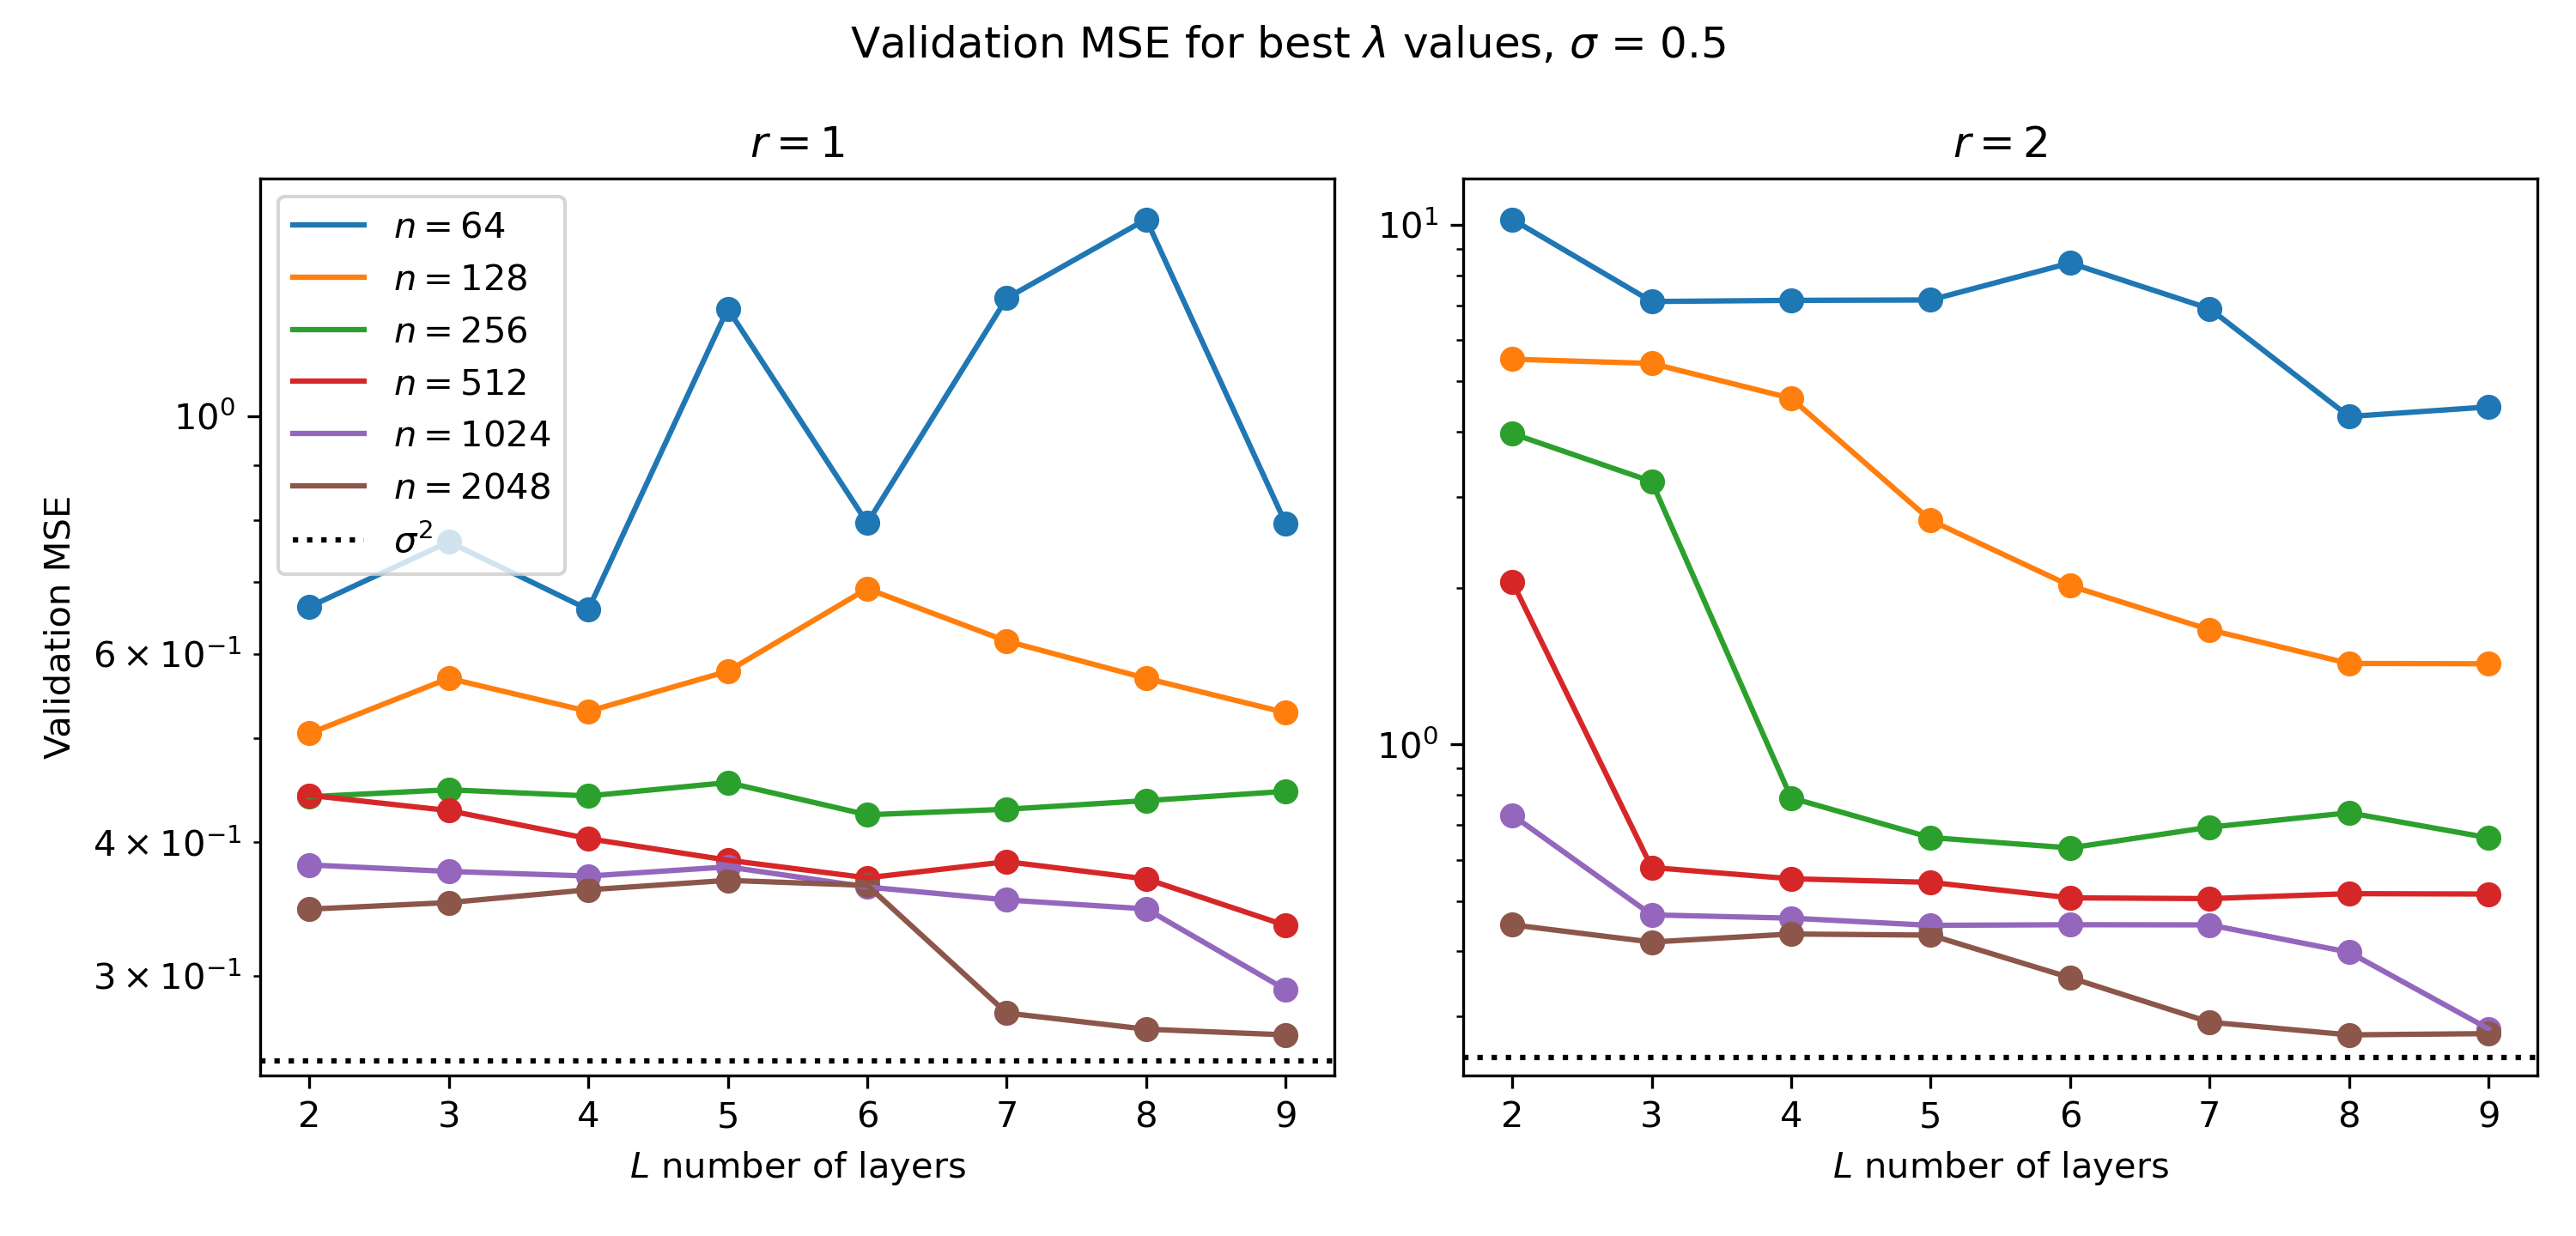 Validation MSE for best λ values, σ = 0.5
r = 1
Validation MSE
10⁰
6 × 10⁻¹
4 × 10⁻¹
3 × 10⁻¹
n = 64
n = 128
n = 256
n = 512
n = 1024
n = 2048
σ²
2 3 4 5 6 7 8 9
L number of layers
r = 2
10¹
10⁰
2 3 4 5 6 7 8 9
L number of layers